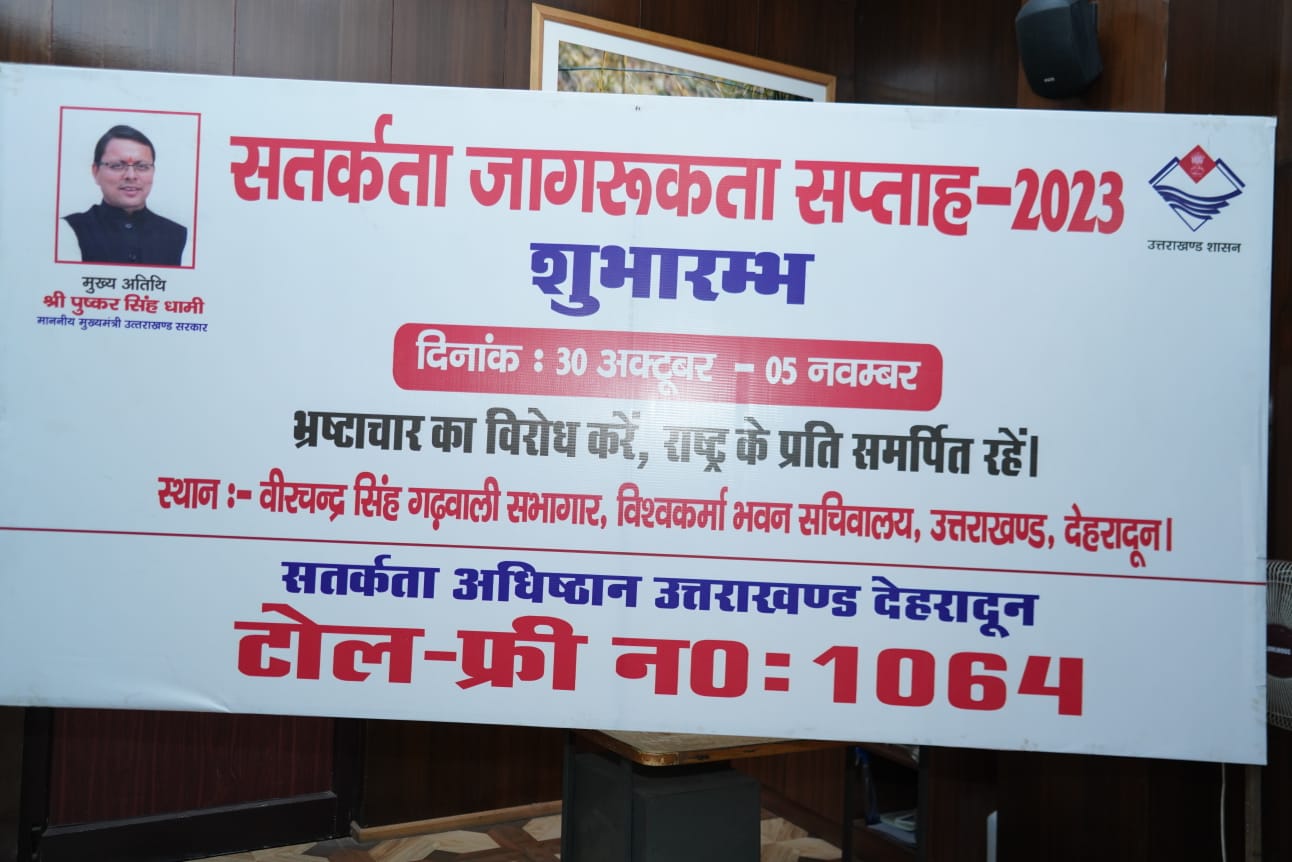 सतर्कता जागरूकता सप्ताह-2023
शुभारम्भ
उत्तराखण्ड शासन
मुख्य अतिथि
श्री पुष्कर सिंह धामी
माननीय मुख्यमंत्री उत्तराखण्ड सरकार
दिनांक : 30 अक्टूबर - 05 नवम्बर
भ्रष्टाचार का विरोध करें, राष्ट्र के प्रति समर्पित रहें।
स्थान :- वीरचन्द्र सिंह गढ़वाली सभागार, विश्वकर्मा भवन सचिवालय, उत्तराखण्ड, देहरादून।
सतर्कता अधिष्ठान उत्तराखण्ड देहरादून
टोल-फ्री न0:1064